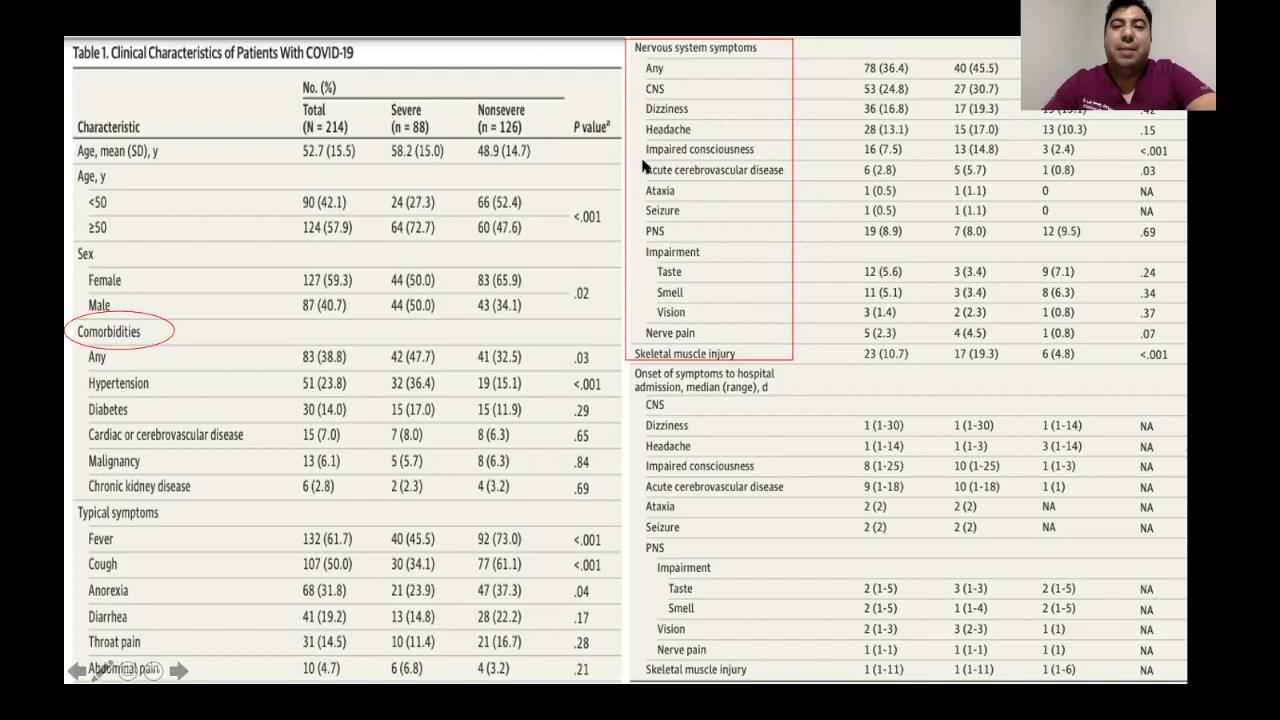 Table 1. Clinical Characteristics of Patients With COVID-19
No. (%)
Total Severe Nonsevere
Characteristic (N = 214) (n = 88) (n = 126) P valueᵃ
Age, mean (SD), y 52.7 (15.5) 58.2 (15.0) 48.9 (14.7)
Age, y
<50 90 (42.1) 24 (27.3) 66 (52.4)
<.001
≥50 124 (57.9) 64 (72.7) 60 (47.6)
Sex
Female 127 (59.3) 44 (50.0) 83 (65.9)
.02
Male 87 (40.7) 44 (50.0) 43 (34.1)
Comorbidities
Any 83 (38.8) 42 (47.7) 41 (32.5) .03
Hypertension 51 (23.8) 32 (36.4) 19 (15.1) <.001
Diabetes 30 (14.0) 15 (17.0) 15 (11.9) .29
Cardiac or cerebrovascular disease 15 (7.0) 7 (8.0) 8 (6.3) .65
Malignancy 13 (6.1) 5 (5.7) 8 (6.3) .84
Chronic kidney disease 6 (2.8) 2 (2.3) 4 (3.2) .69
Typical symptoms
Fever 132 (61.7) 40 (45.5) 92 (73.0) <.001
Cough 107 (50.0) 30 (34.1) 77 (61.1) <.001
Anorexia 68 (31.8) 21 (23.9) 47 (37.3) .04
Diarrhea 41 (19.2) 13 (14.8) 28 (22.2) .17
Throat pain 31 (14.5) 10 (11.4) 21 (16.7) .28
Abdominal pain 10 (4.7) 6 (6.8) 4 (3.2) .21
Nervous system symptoms
Any 78 (36.4) 40 (45.5)
CNS 53 (24.8) 27 (30.7)
Dizziness 36 (16.8) 17 (19.3)
Headache 28 (13.1) 15 (17.0) 13 (10.3) .15
Impaired consciousness 16 (7.5) 13 (14.8) 3 (2.4) <.001
Acute cerebrovascular disease 6 (2.8) 5 (5.7) 1 (0.8) .03
Ataxia 1 (0.5) 1 (1.1) 0 NA
Seizure 1 (0.5) 1 (1.1) 0 NA
PNS 19 (8.9) 7 (8.0) 12 (9.5) .69
Impairment
Taste 12 (5.6) 3 (3.4) 9 (7.1) .24
Smell 11 (5.1) 3 (3.4) 8 (6.3) .34
Vision 3 (1.4) 2 (2.3) 1 (0.8) .37
Nerve pain 5 (2.3) 4 (4.5) 1 (0.8) .07
Skeletal muscle injury 23 (10.7) 17 (19.3) 6 (4.8) <.001
Onset of symptoms to hospital
admission, median (range), d
CNS
Dizziness 1 (1-30) 1 (1-30) 1 (1-14) NA
Headache 1 (1-14) 1 (1-3) 3 (1-14) NA
Impaired consciousness 8 (1-25) 10 (1-25) 1 (1-3) NA
Acute cerebrovascular disease 9 (1-18) 10 (1-18) 1 (1) NA
Ataxia 2 (2) 2 (2) NA NA
Seizure 2 (2) 2 (2) NA NA
PNS
Impairment
Taste 2 (1-5) 3 (1-3) 2 (1-5) NA
Smell 2 (1-5) 1 (1-4) 2 (1-5) NA
Vision 2 (1-3) 3 (2-3) 1 (1) NA
Nerve pain 1 (1-1) 1 (1-1) 1 (1) NA
Skeletal muscle injury 1 (1-11) 1 (1-11) 1 (1-6) NA